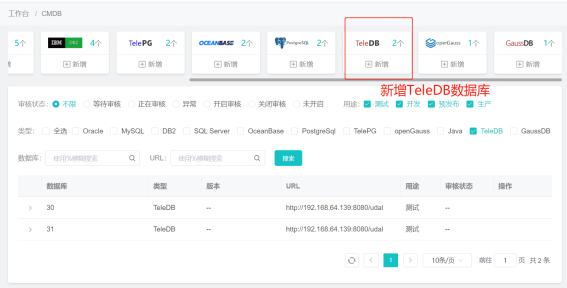 工作台 / CMDB
5个 IBM DB2 4个 TelePG 2个 OCEANBASE 2个 PostgreSQL 2个 TeleDB 2个 openGauss 1个 GaussDB 1个
新增 新增 新增 新增 新增 新增 新增
新增TeleDB数据库
审核状态: 不限 等待审核 正在审核 异常 开启审核 关闭审核 未开启 用途: 测试 开发 预发布 生产
类型: 全选 Oracle MySQL DB2 SQL Server OceanBase PostgreSql TelePG openGauss Java TeleDB GaussDB
数据库: 使用%模糊搜索 URL: 使用%模糊搜索 搜索
数据库 类型 版本 URL 用途 审核状态 操作
30 TeleDB -- http://192.168.64.139:8080/udal 测试 --
31 TeleDB -- http://192.168.64.139:8080/udal 测试 --
1 10条/页 前往 1 页 共 2 条